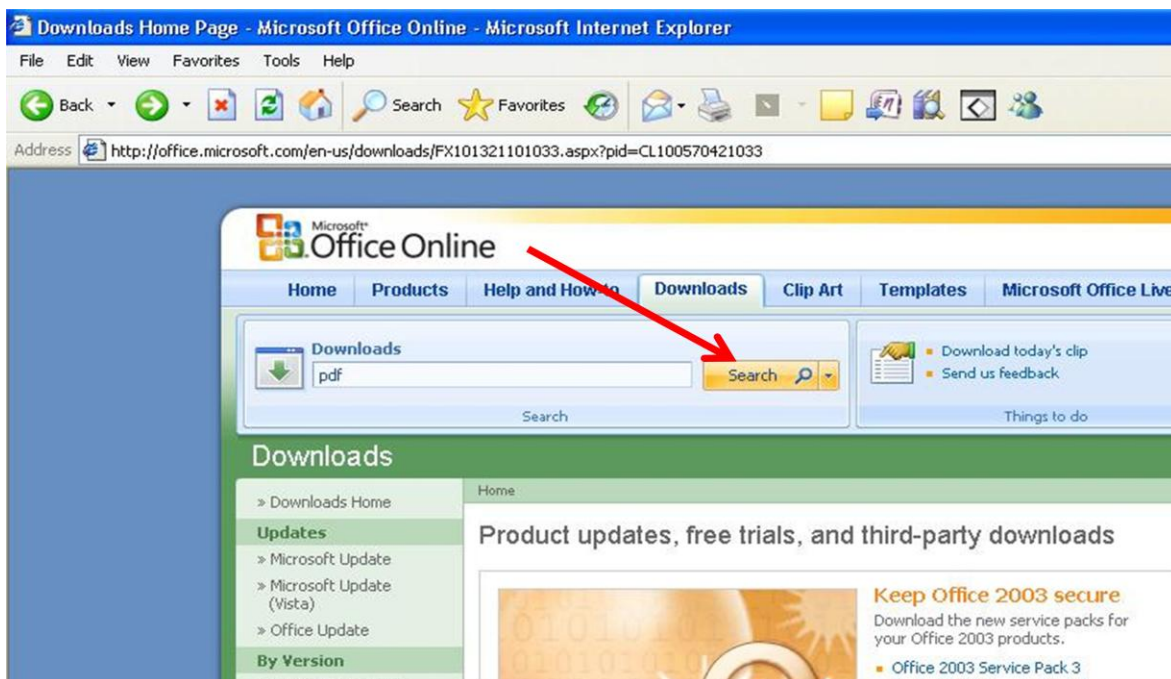 Downloads Home Page - Microsoft Office Online - Microsoft Internet Explorer
File Edit View Favorites Tools Help
Back Search Favorites
Address http://office.microsoft.com/en-us/downloads/FX101321101033.aspx?pid=CL100570421033
Microsoft
Office Online
Home Products Help and How-to Downloads Clip Art Templates Microsoft Office Live
Downloads
pdf
Search
Search
Download today's clip
Send us feedback
Things to do
Downloads
» Downloads Home
Updates
» Microsoft Update
» Microsoft Update
(Vista)
» Office Update
By Version
Home
Product updates, free trials, and third-party downloads
Keep Office 2003 secure
Download the new service packs for
your Office 2003 products.
Office 2003 Service Pack 3